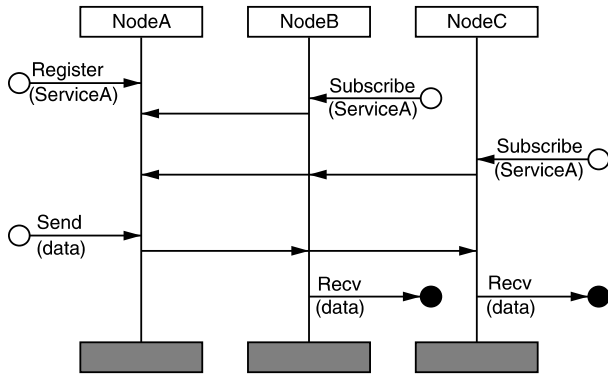 NodeA
NodeB
NodeC
Register
(ServiceA)
Subscribe
(ServiceA)
Subscribe
(ServiceA)
Send
(data)
Recv
(data)
Recv
(data)